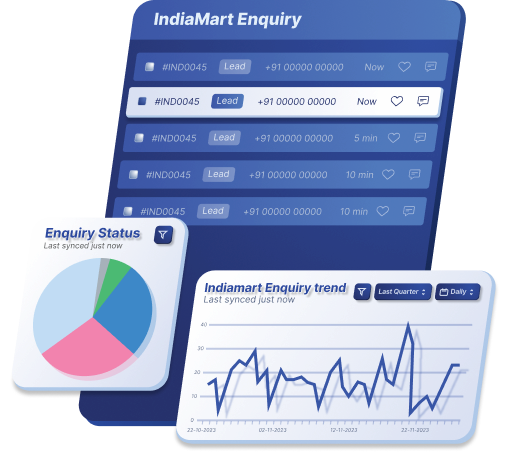 IndiaMart Enquiry
#IND0045 Lead +91 00000 00000 Now
#IND0045 Lead +91 00000 00000 Now
#IND0045 Lead +91 00000 00000 5 min
#IND0045 Lead +91 00000 00000 10 min
#IND0045 Lead +91 00000 00000 10 min
Enquiry Status
Last synced just now
Indiamart Enquiry trend
Last Quarter Daily
Last synced just now
40
30
20
10
0
22-10-2023 02-11-2023 12-11-2023 22-11-2023